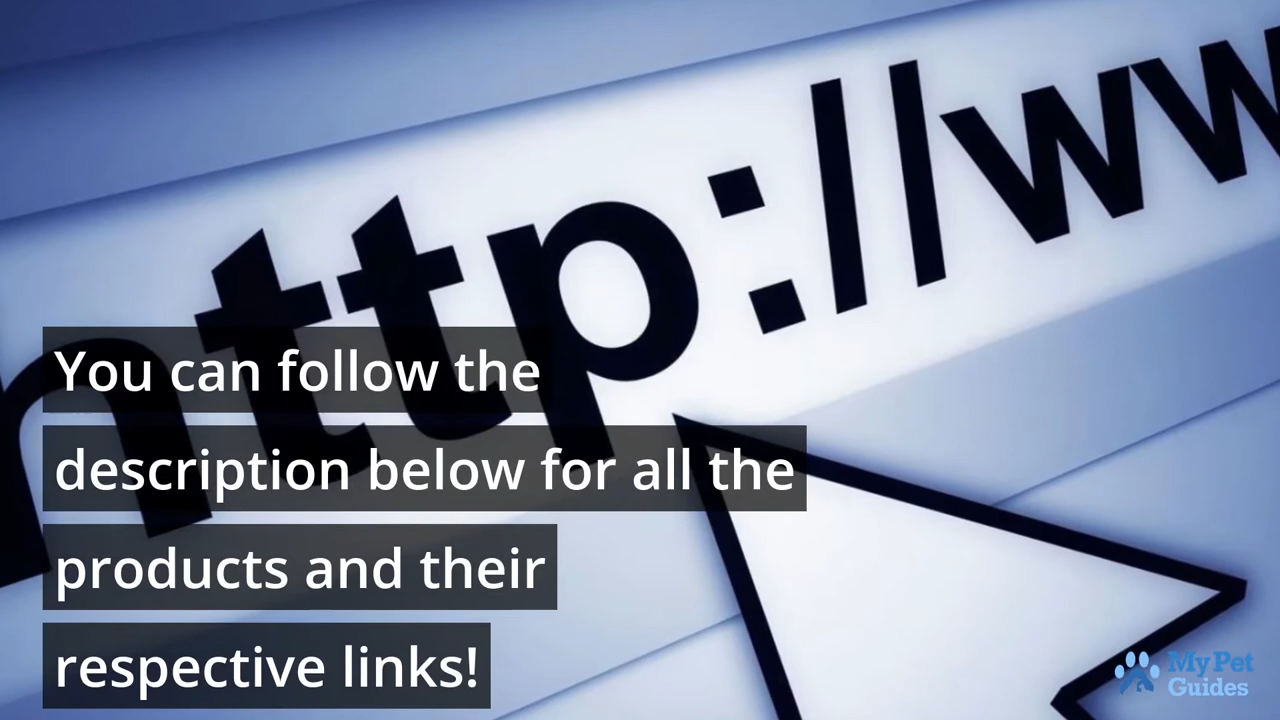 http://ww
You can follow the
description below for all the
products and their
respective links!
My Pet
Guides